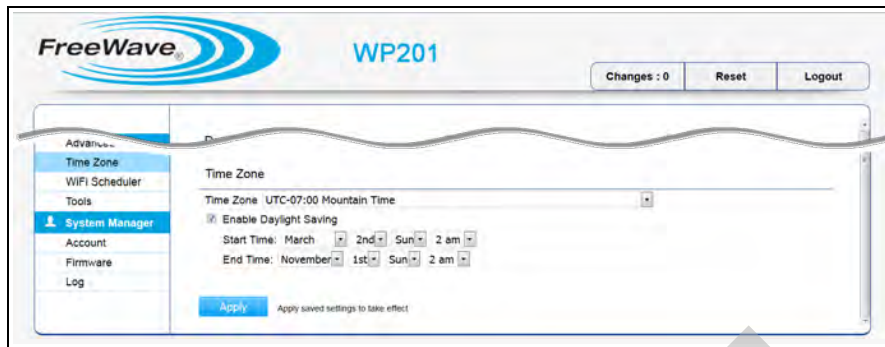 FreeWave®
WP201
Changes : 0 Reset Logout
Time Zone
WiFi Scheduler
Tools
System Manager
Account
Firmware
Log
Time Zone
Time Zone UTC-07:00 Mountain Time
Enable Daylight Saving
Start Time: March 2nd Sun 2 am
End Time: November 1st Sun 2 am
Apply Apply saved settings to take effect